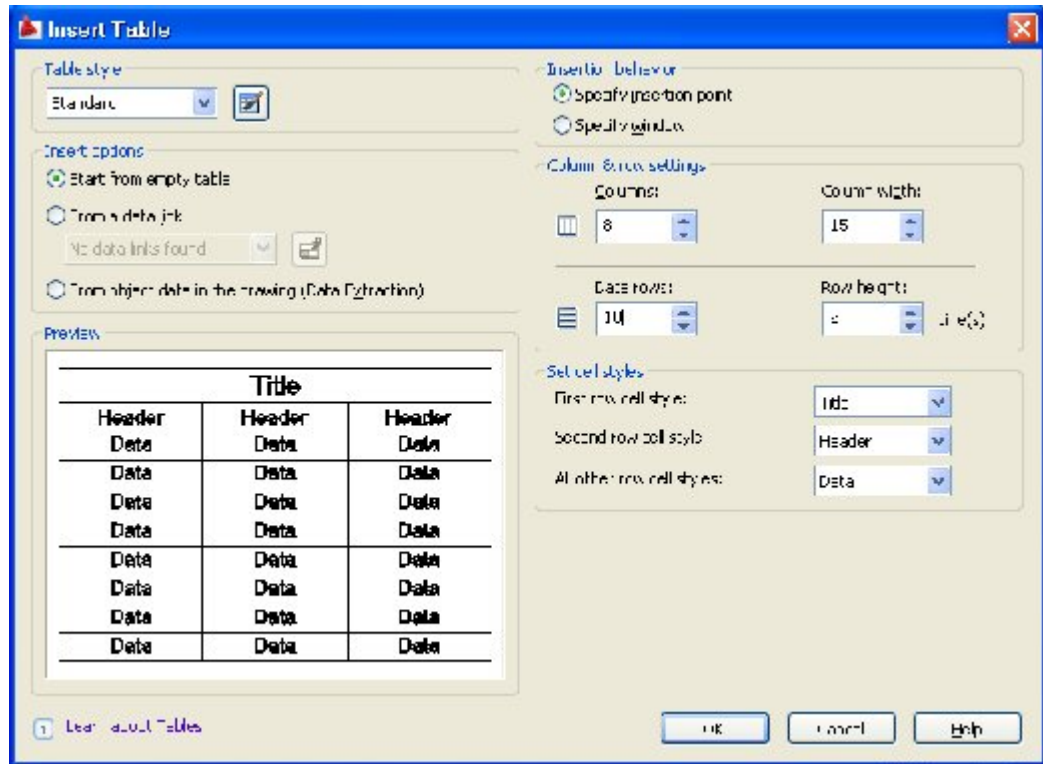 Insert Table
Table style
Standard
Insert options
Start from empty table
From a data link
No data links found
From object data in the drawing (Data Extraction)
Preview
Title
Header Header Header
Data Data Data
Data Data Data
Data Data Data
Data Data Data
Data Data Data
Data Data Data
Data Data Data
Data Data Data
Learn about Tables
Insertion behavior
Specify insertion point
Specify window
Column & row settings
Columns:
Column width:
8
15
Data rows:
Row height:
10
Line(s)
Set cell styles
First row cell style:
Title
Second row cell style
Header
All other row cell styles:
Data
OK
Cancel
Help